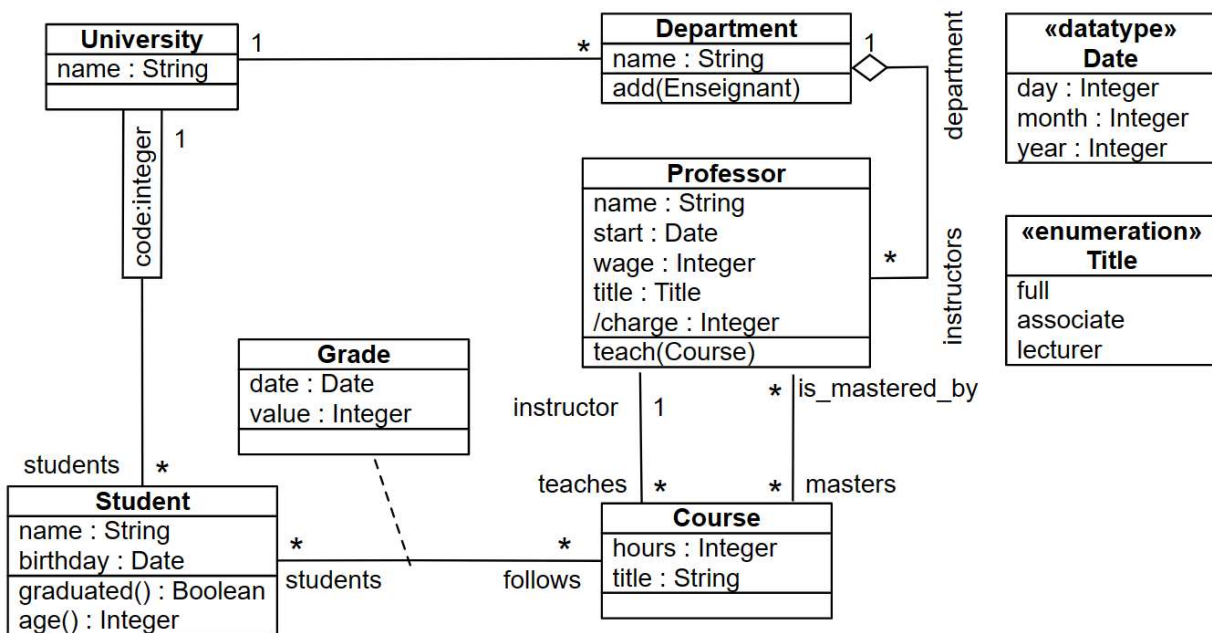 University
name : String
1
*
Department
name : String
add(Enseignant)
1
department
«datatype»
Date
day : Integer
month : Integer
year : Integer
code:integer
1
Professor
name : String
start : Date
wage : Integer
title : Title
/charge : Integer
teach(Course)
*
instructors
«enumeration»
Title
full
associate
lecturer
Grade
date : Date
value : Integer
instructor
1
*
is_mastered_by
students
*
teaches
*
*
masters
Student
name : String
birthday : Date
graduated() : Boolean
age() : Integer
*
students
*
follows
Course
hours : Integer
title : String